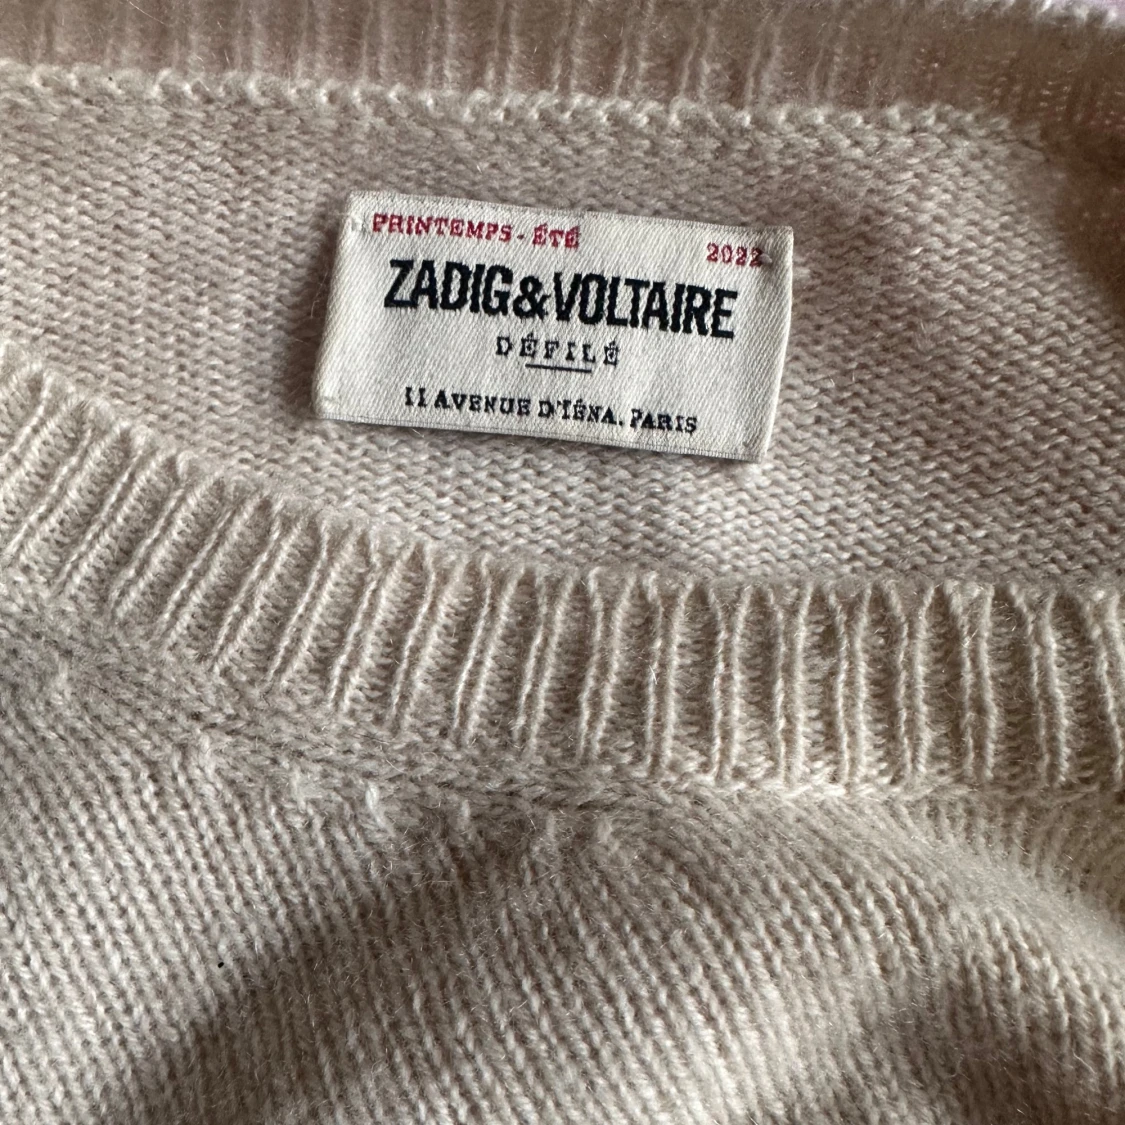 PRINTEMPS - ÉTÉ 2022
ZADIG&VOLTAIRE
DÉFILÉ
11 AVENUE D'IÉNA, PARIS